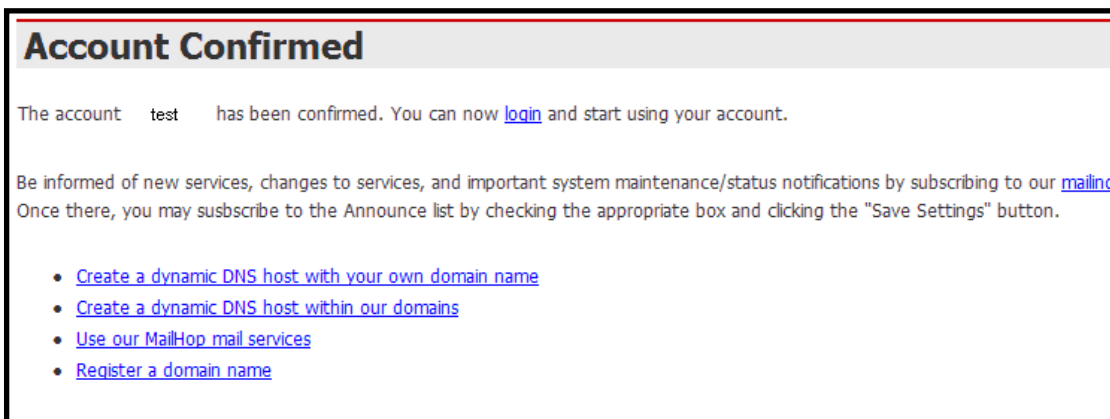 Account Confirmed
The account test has been confirmed. You can now login and start using your account.
Be informed of new services, changes to services, and important system maintenance/status notifications by subscribing to our
Once there, you may susbscribe to the Announce list by checking the appropriate box and clicking the "Save Settings" button.
• Create a dynamic DNS host with your own domain name
• Create a dynamic DNS host within our domains
• Use our MailHop mail services
• Register a domain name